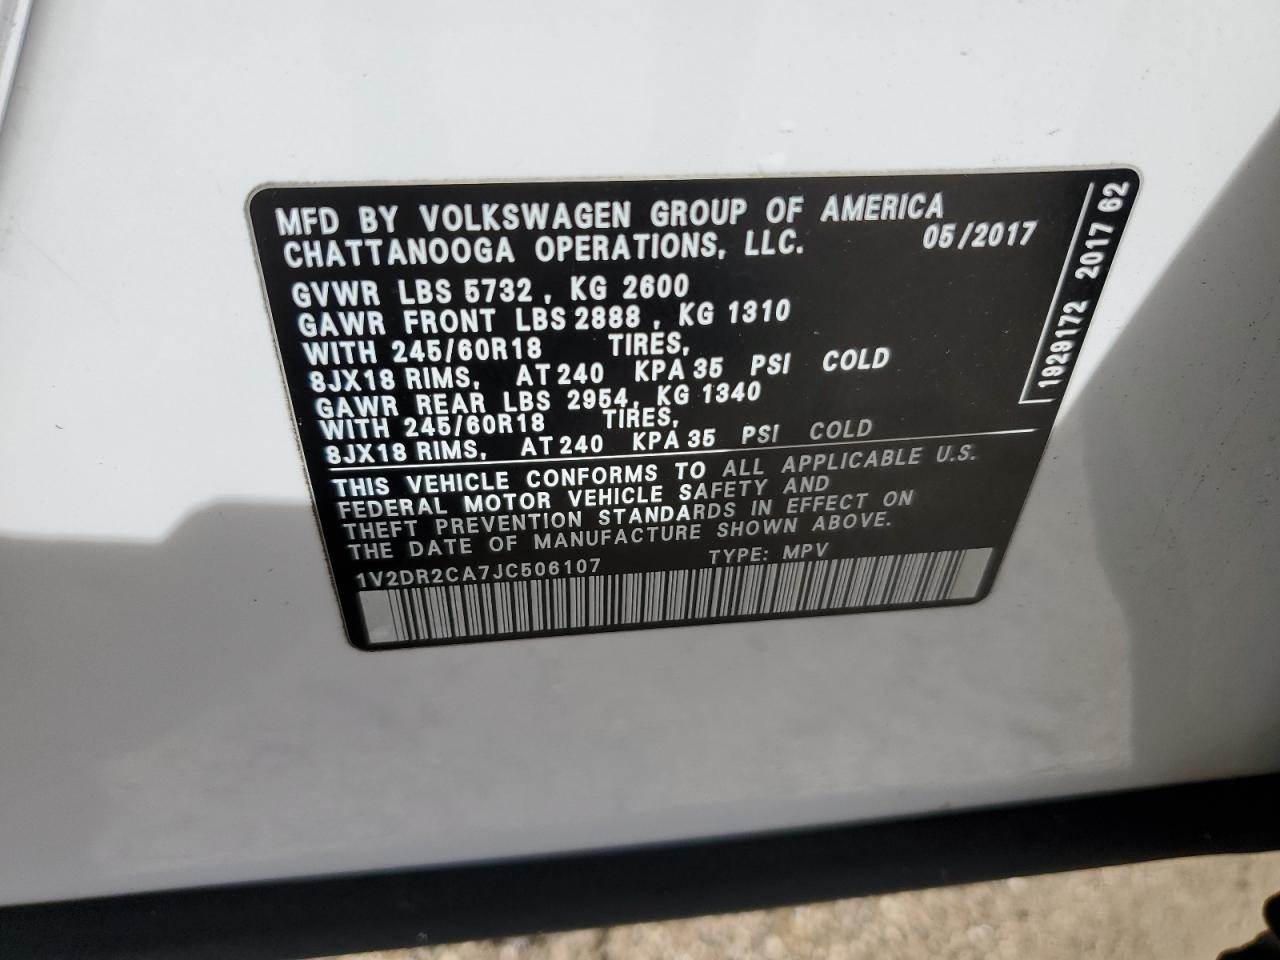 MFD BY VOLKSWAGEN GROUP OF AMERICA
CHATTANOOGA OPERATIONS, LLC. 05/2017
GVWR LBS 5732, KG 2600
GAWR FRONT LBS 2888, KG 1310
WITH 245/60R18 TIRES,
8JX18 RIMS, AT 240 KPA 35 PSI COLD
GAWR REAR LBS 2954, KG 1340
WITH 245/60R18 TIRES,
8JX18 RIMS, AT 240 KPA 35 PSI COLD
THIS VEHICLE CONFORMS TO ALL APPLICABLE U.S.
FEDERAL MOTOR VEHICLE SAFETY AND
THEFT PREVENTION STANDARDS IN EFFECT ON
THE DATE OF MANUFACTURE SHOWN ABOVE.
1V2DR2CA7JC506107 TYPE: MPV
1929172 2017 62